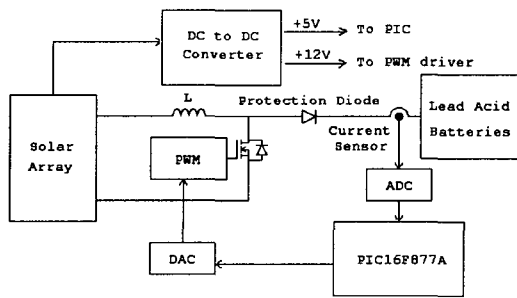 DC to DC
Converter
+5V
To PIC
+12V
To PWM driver
L
Protection Diode
Lead Acid
Batteries
Current
Sensor
Solar
Array
PWM
ADC
DAC
PIC16F877A